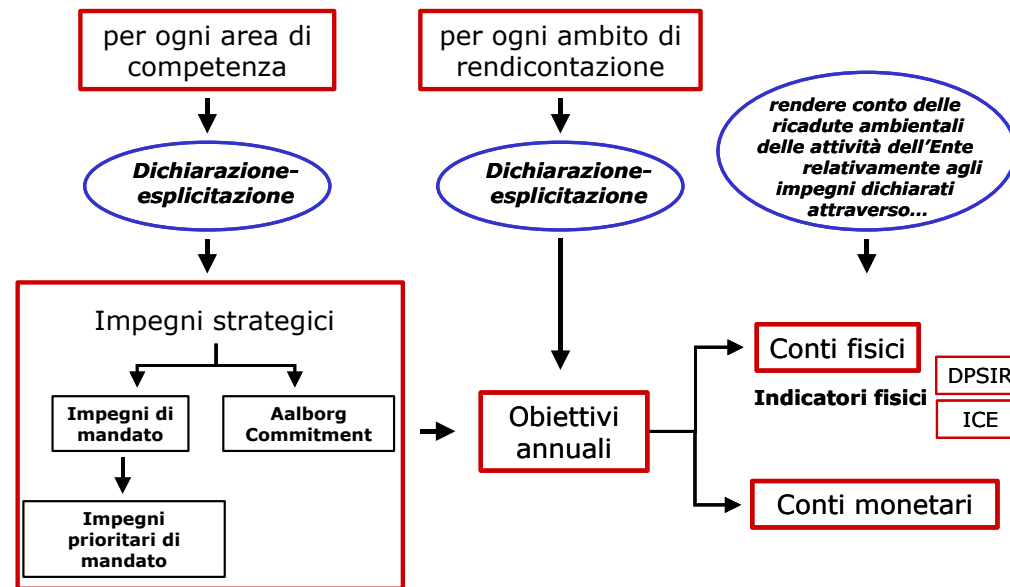 per ogni area di
competenza
per ogni ambito di
rendicontazione
rendere conto delle
ricadute ambientali
delle attività dell’Ente
relativamente agli
impegni dichiarati
attraverso…
Dichiarazione-
esplicitazione
Dichiarazione-
esplicitazione
Impegni strategici
Impegni di
mandato
Aalborg
Commitment
Impegni
prioritari di
mandato
Obiettivi
annuali
Conti fisici
Indicatori fisici
DPSIR
ICE
Conti monetari